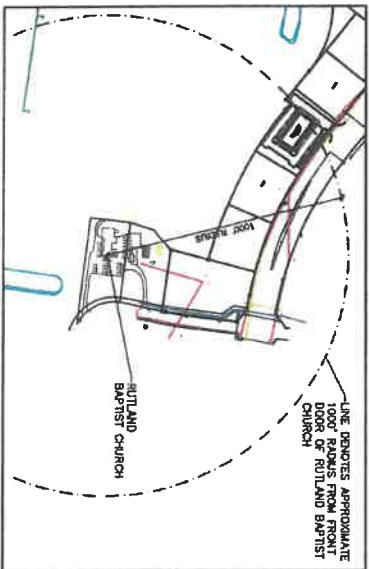 LINE DENOTES APPROXIMATE
1000' RADIUS FROM FRONT
DOOR OF RUTLAND BAPTIST
CHURCH
1000' RADIUS
RUTLAND
BAPTIST CHURCH